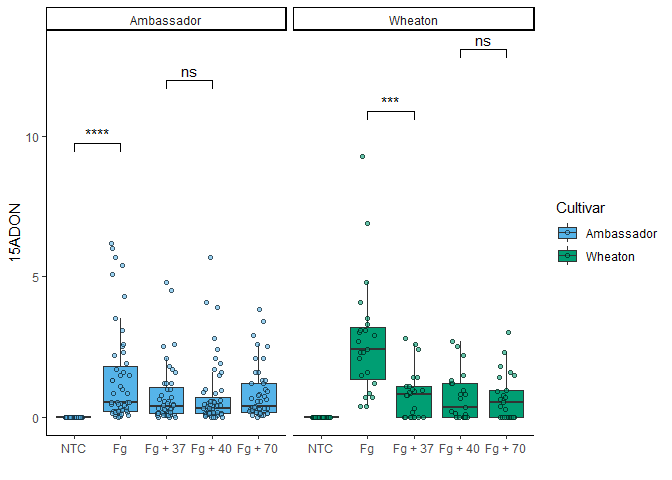 Ambassador Wheaton
ns
ns
***
****
10
5
0
15ADON
NTC Fg Fg + 37 Fg + 40 Fg + 70 NTC Fg Fg + 37 Fg + 40 Fg + 70
Cultivar
Ambassador
Wheaton